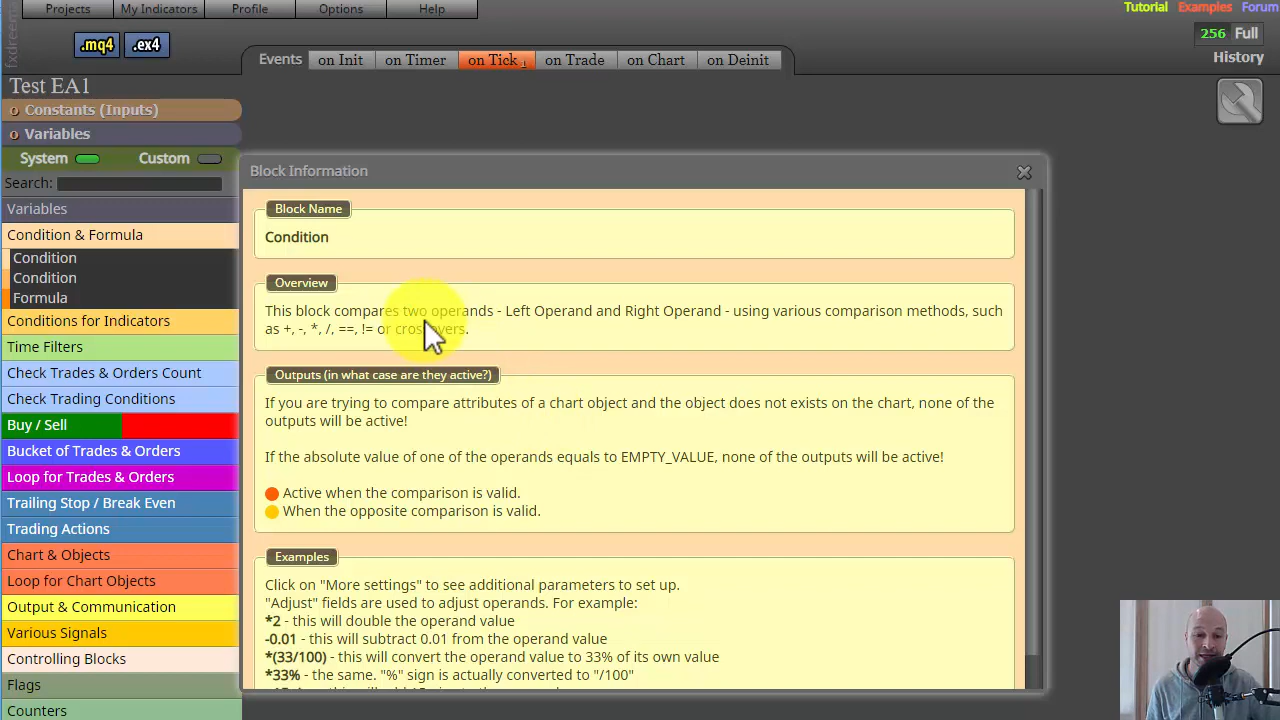 Projects My Indicators Profile Options Help Tutorial Examples Forum
fxdreema
.mq4 .ex4
Events on Init on Timer on Tick 1 on Trade on Chart on Deinit
256 Full
History
Test EA1
Constants (Inputs)
Variables
System Custom
Search:
Variables
Condition & Formula
Condition
Condition
Formula
Conditions for Indicators
Time Filters
Check Trades & Orders Count
Check Trading Conditions
Buy / Sell
Bucket of Trades & Orders
Loop for Trades & Orders
Trailing Stop / Break Even
Trading Actions
Chart & Objects
Loop for Chart Objects
Output & Communication
Various Signals
Controlling Blocks
Flags
Counters
Block Information
Block Name
Condition
Overview
This block compares two operands - Left Operand and Right Operand - using various comparison methods, such
as +, -, *, /, ==, != or crossovers.
Outputs (in what case are they active?)
If you are trying to compare attributes of a chart object and the object does not exists on the chart, none of the
outputs will be active!
If the absolute value of one of the operands equals to EMPTY_VALUE, none of the outputs will be active!
Active when the comparison is valid.
When the opposite comparison is valid.
Examples
Click on "More settings" to see additional parameters to set up.
"Adjust" fields are used to adjust operands. For example:
*2 - this will double the operand value
-0.01 - this will subtract 0.01 from the operand value
*(33/100) - this will convert the operand value to 33% of its own value
*33% - the same. "%" sign is actually converted to "/100"